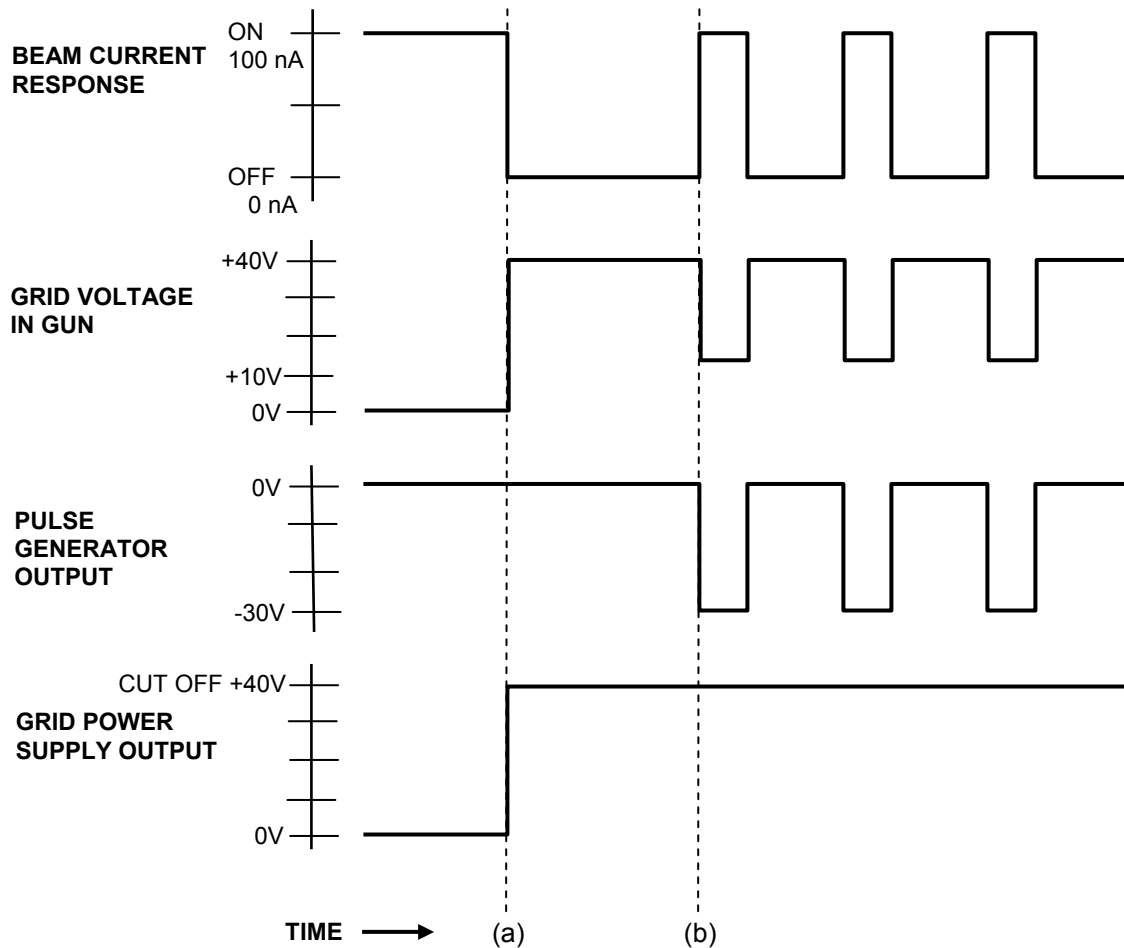 ON
BEAM CURRENT
100 nA
RESPONSE
OFF
0 nA
+40V
GRID VOLTAGE
IN GUN
+10V
0V
0V
PULSE
GENERATOR
OUTPUT
-30V
CUT OFF +40V
GRID POWER
SUPPLY OUTPUT
0V
TIME (a) (b)